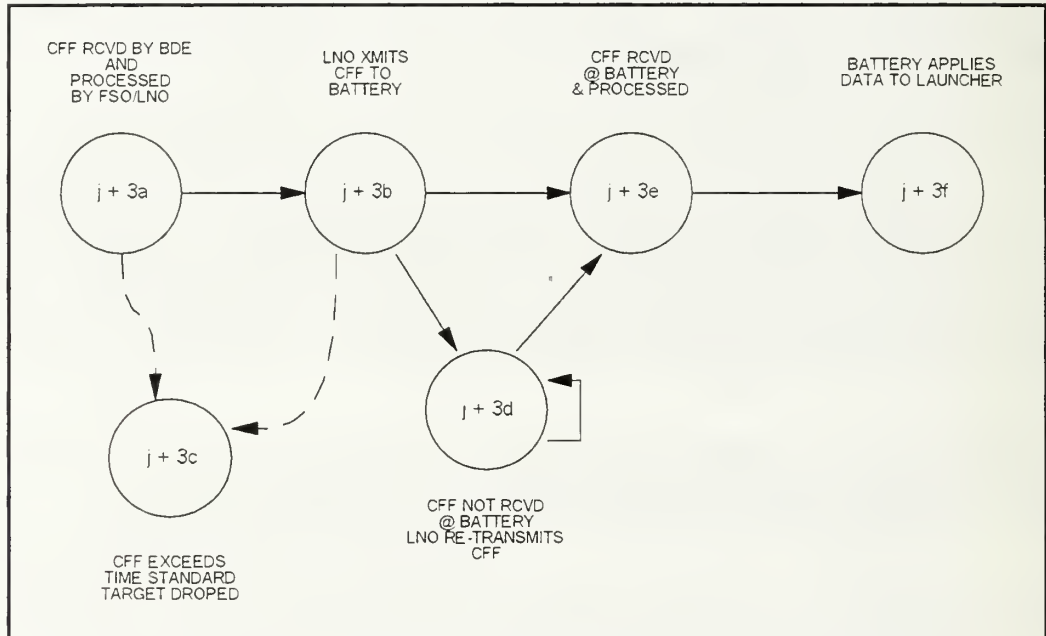 CFF RCVD BY BDE
AND
PROCESSED
BY FSO/LNO
LNO XMITS
CFF TO
BATTERY
CFF RCVD
@ BATTERY
& PROCESSED
BATTERY APPLIES
DATA TO LAUNCHER
j + 3a
j + 3b
j + 3e
j + 3f
j + 3c
j + 3d
CFF EXCEEDS
TIME STANDARD
TARGET DROPED
CFF NOT RCVD
@ BATTERY
LNO RE-TRANSMITS
CFF